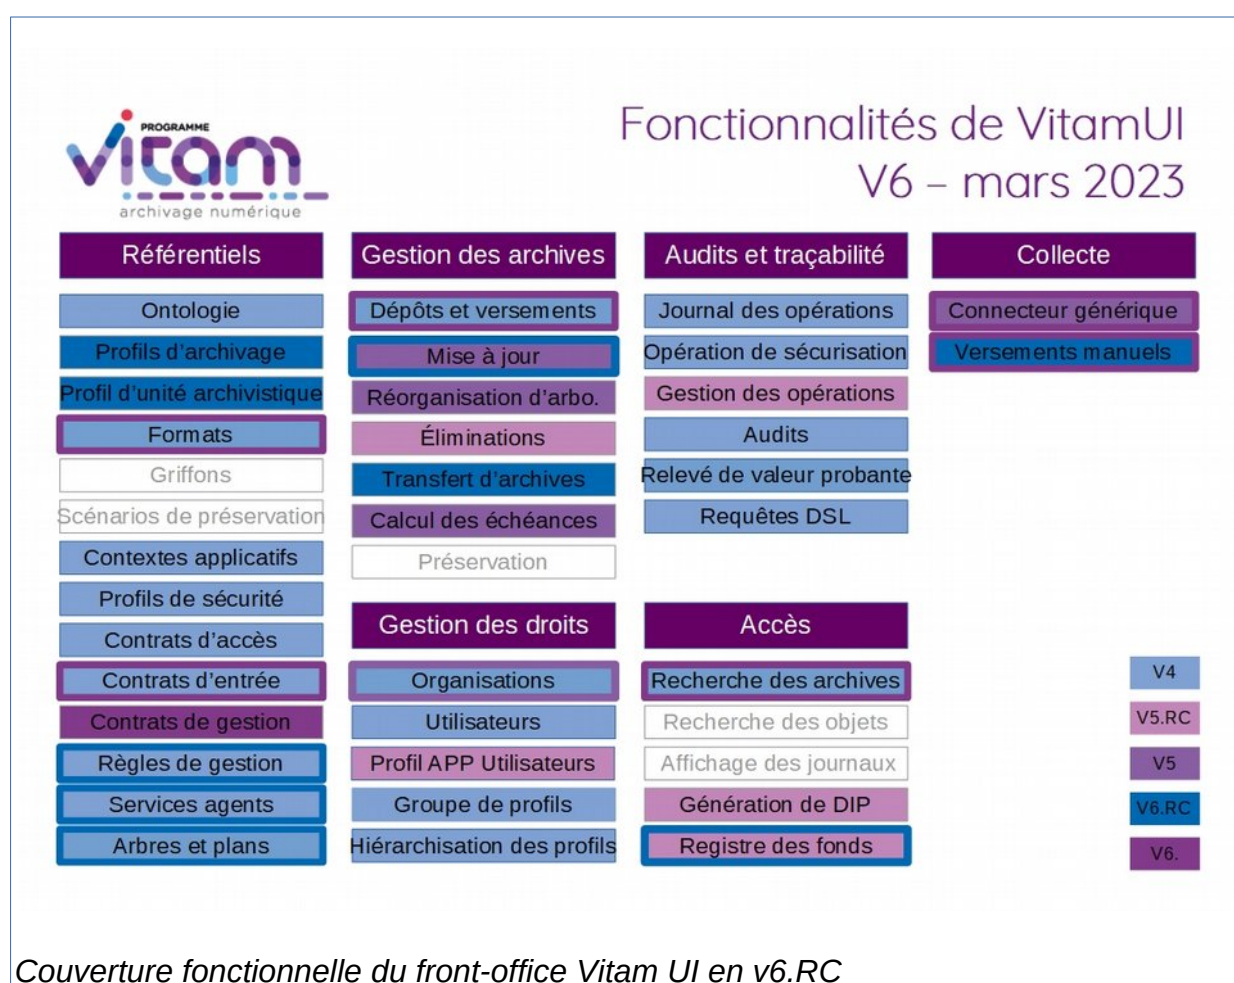 PROGRAMME
vitam
archivage numérique
Fonctionnalités de VitamUI
V6 – mars 2023
Référentiels
Ontologie
Profils d'archivage
Profil d'unité archivistique
Formats
Griffons
Scénarios de préservation
Contextes applicatifs
Profils de sécurité
Contrats d'accès
Contrats d'entrée
Contrats de gestion
Règles de gestion
Services agents
Arbres et plans
Gestion des archives
Dépôts et versements
Mise à jour
Réorganisation d'arbo.
Éliminations
Transfert d'archives
Calcul des échéances
Préservation
Gestion des droits
Organisations
Utilisateurs
Profil APP Utilisateurs
Groupe de profils
Hiérarchisation des profils
Audits et traçabilité
Journal des opérations
Opération de sécurisation
Gestion des opérations
Audits
Relevé de valeur probante
Requêtes DSL
Accès
Recherche des archives
Recherche des objets
Affichage des journaux
Génération de DIP
Registre des fonds
Collecte
Connecteur générique
Versements manuels
V4
V5.RC
V5
V6.RC
V6.
Couverture fonctionnelle du front-office Vitam UI en v6.RC